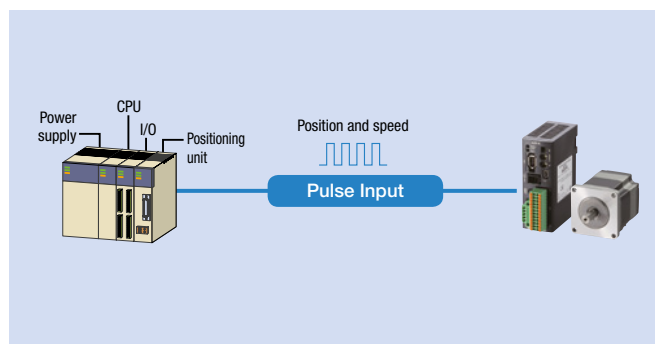 Power
supply
CPU
I/O
Positioning
unit
Position and speed
Pulse Input